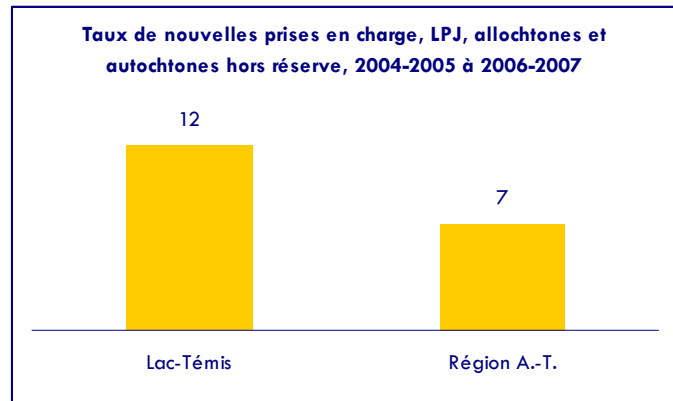 Taux de nouvelles prises en charge, LPJ, allochtones et
autochtones hors réserve, 2004-2005 à 2006-2007
12
7
Lac-Témis
Région A.-T.